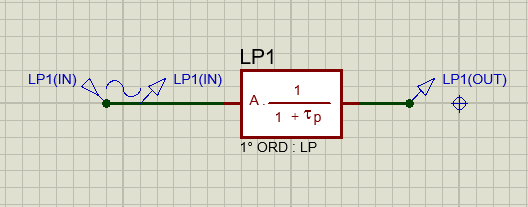 LP1
LP1(IN) LP1(IN) LP1(OUT)
A . 1
1 + τp
1° ORD : LP